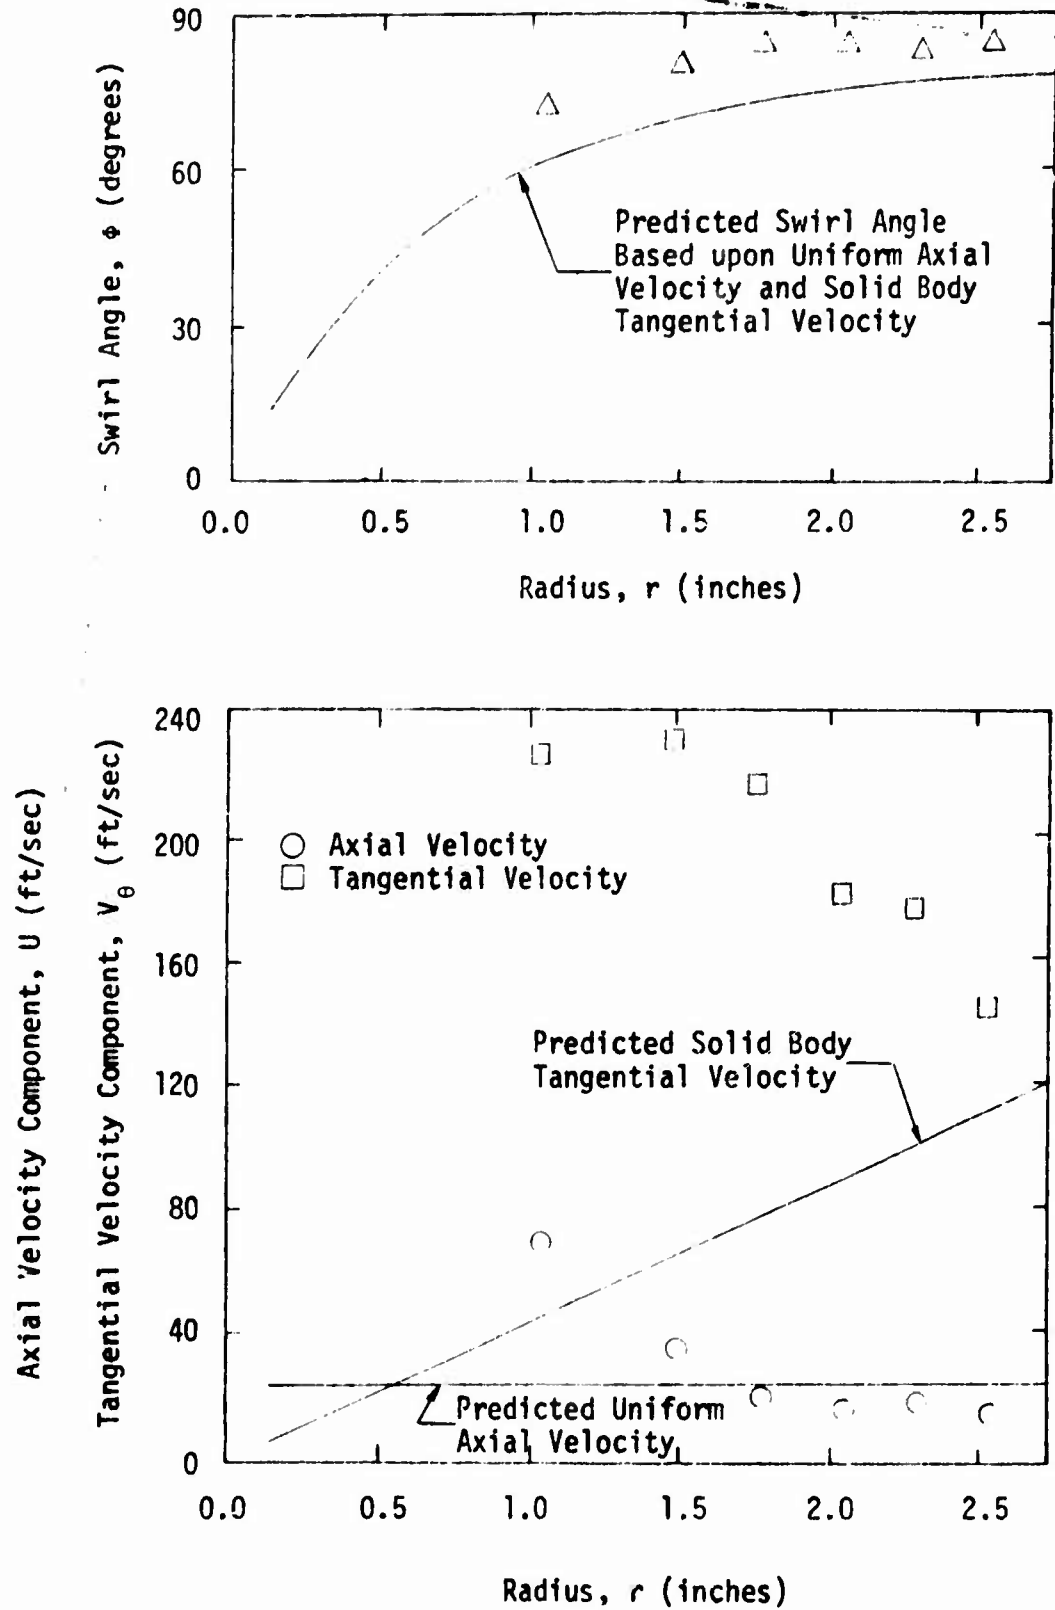 90
60
30
0
Swirl Angle, Φ (degrees)
Predicted Swirl Angle
Based upon Uniform Axial
Velocity and Solid Body
Tangential Velocity
0.0 0.5 1.0 1.5 2.0 2.5
Radius, r (inches)
Axial Velocity Component, U (ft/sec)
Tangential Velocity Component, Vθ (ft/sec)
240
200
160
120
80
40
0
Axial Velocity
Tangential Velocity
Predicted Solid Body
Tangential Velocity
Predicted Uniform
Axial Velocity
0.0 0.5 1.0 1.5 2.0 2.5
Radius, r (inches)